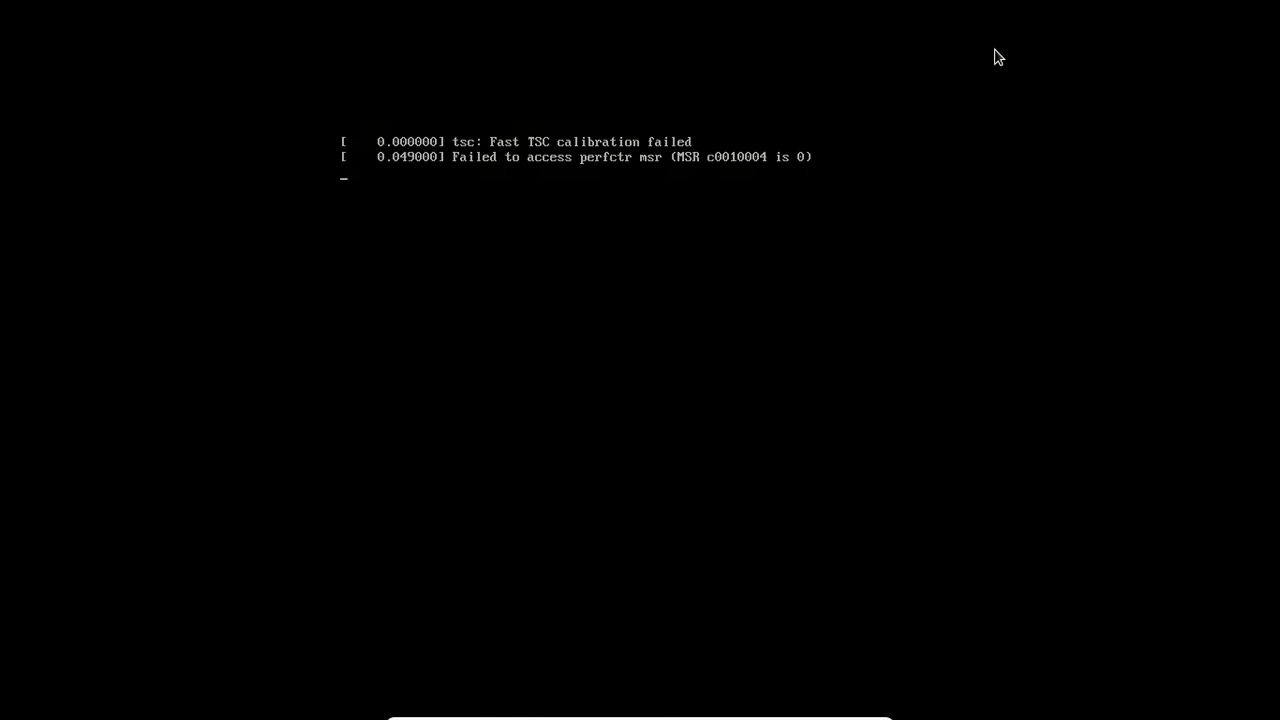 [    0.000000] tsc: Fast TSC calibration failed
[    0.049000] Failed to access perfctr msr (MSR c0010004 is 0)
_